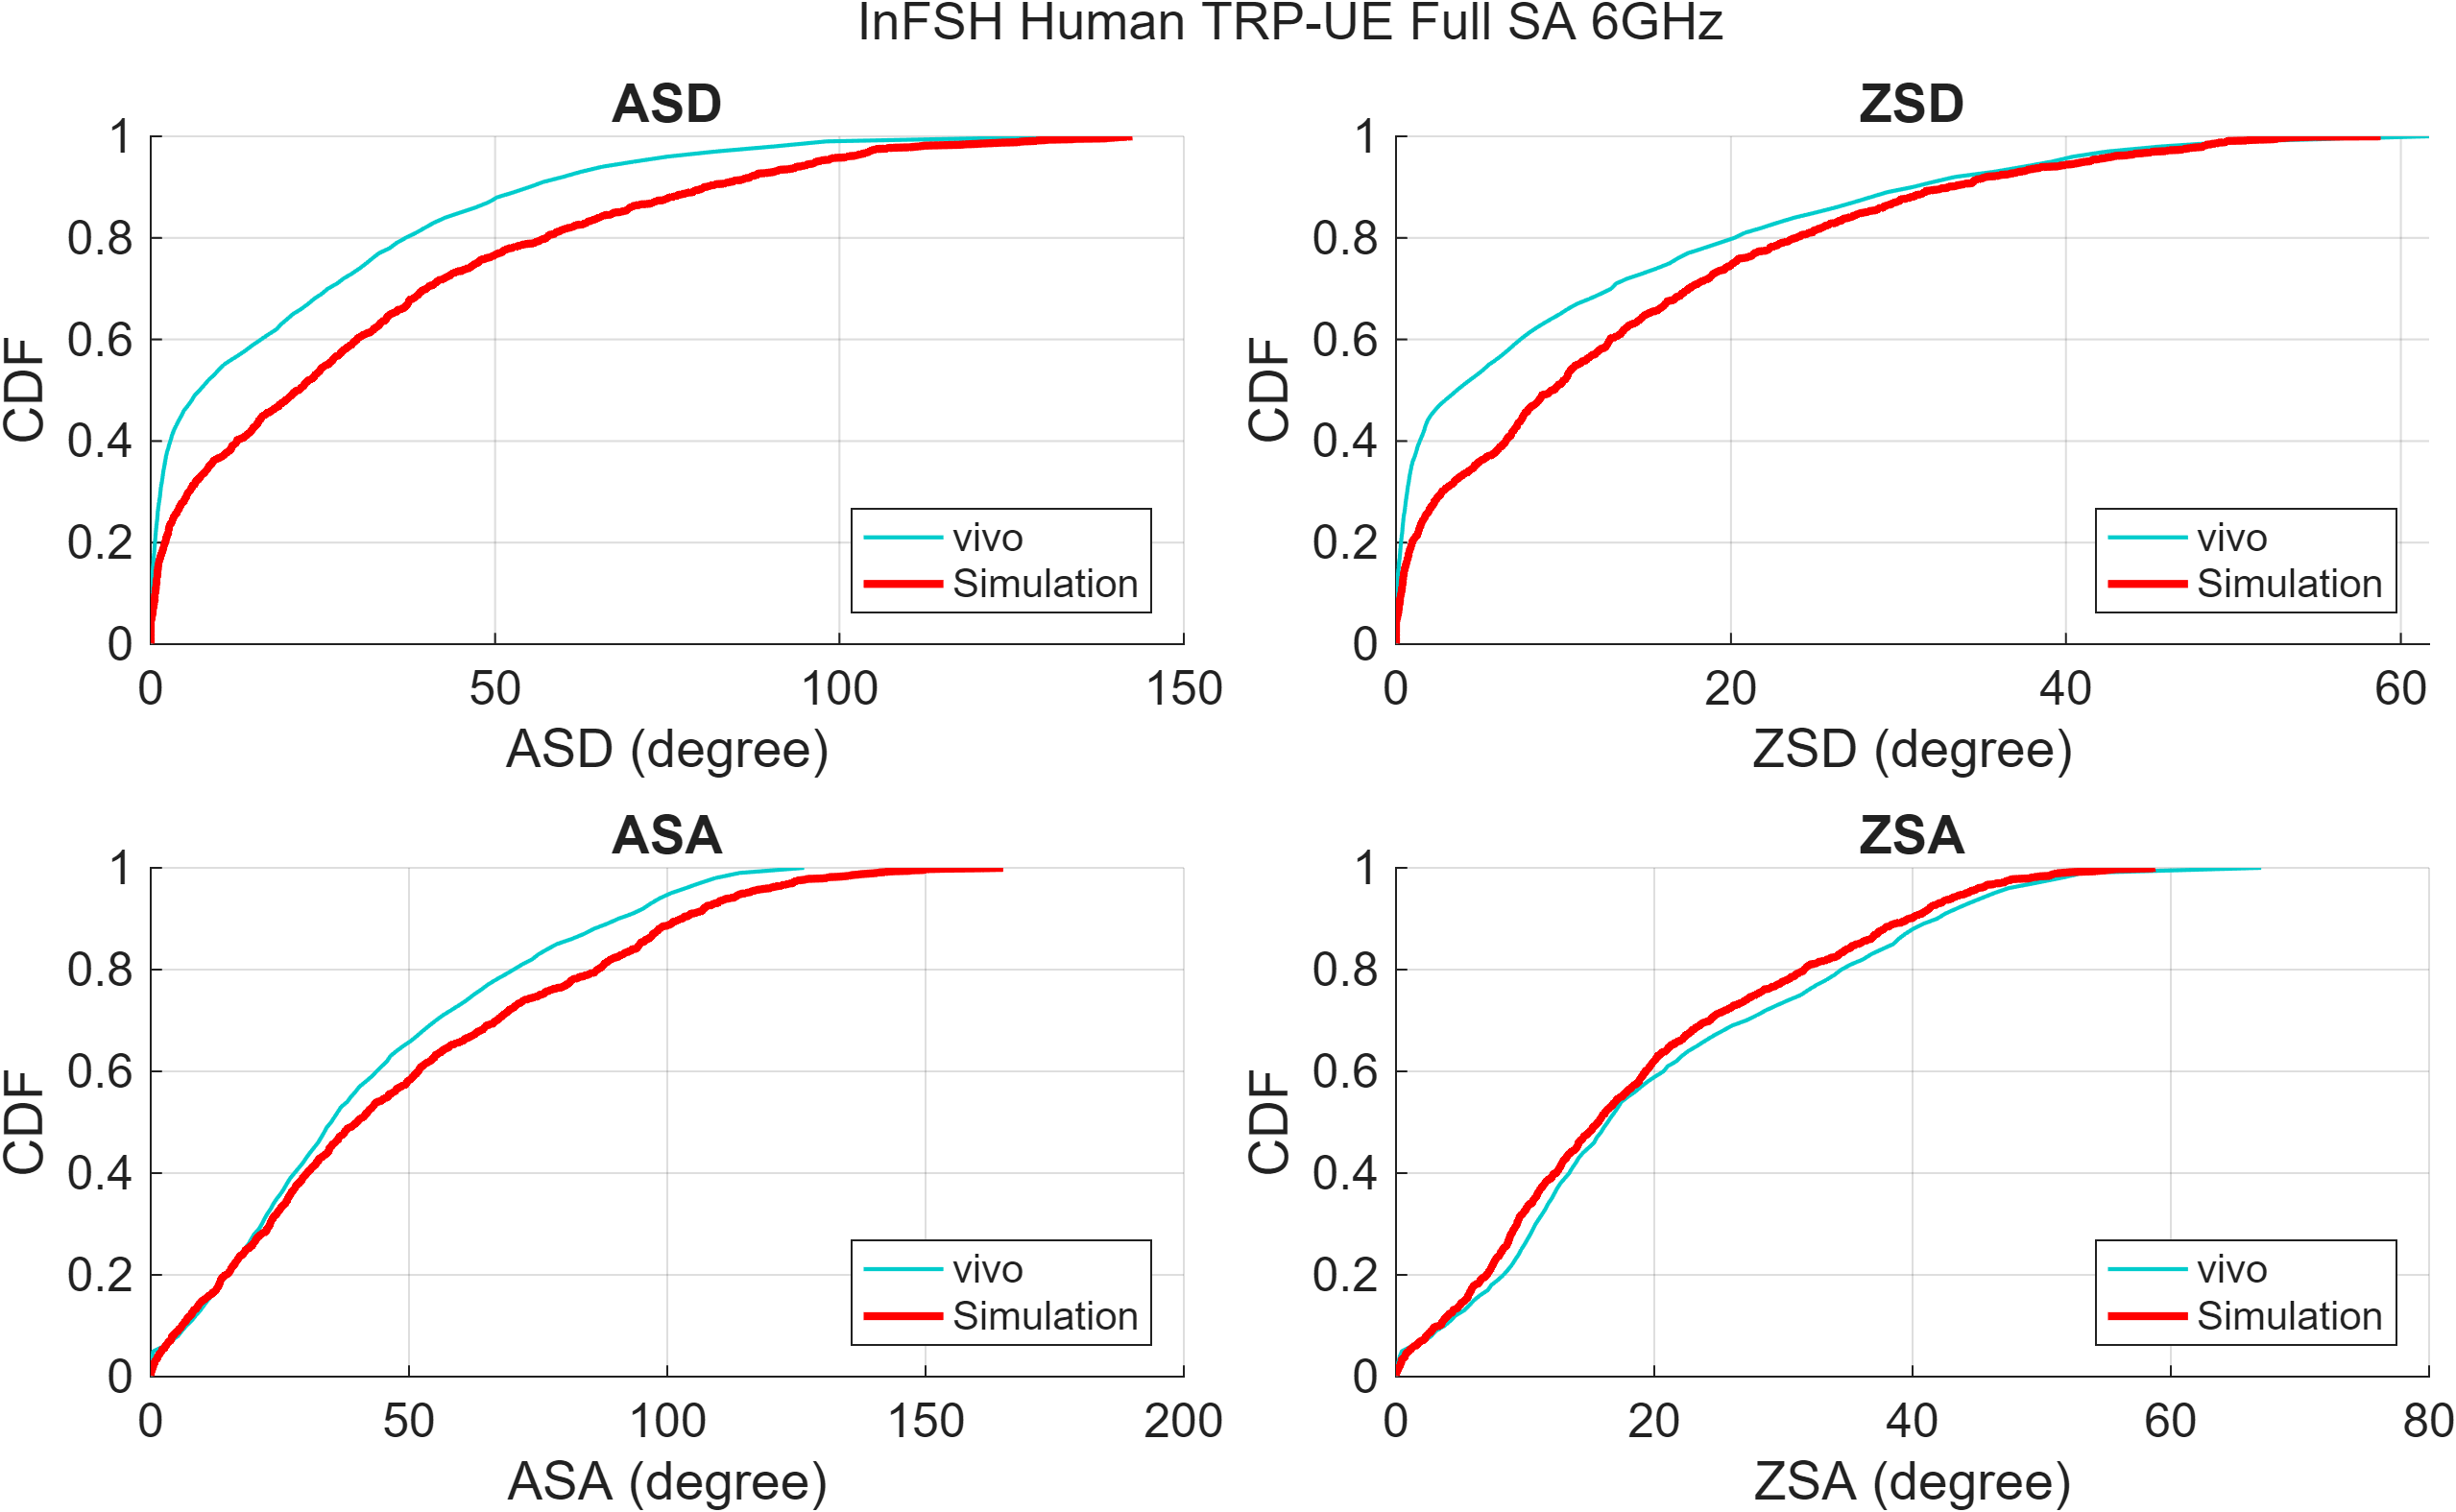 InFSH Human TRP-UE Full SA 6GHz
ASD
CDF
1
0.8
0.6
0.4
0.2
0
0 50 100 150
ASD (degree)
vivo
Simulation
ZSD
CDF
1
0.8
0.6
0.4
0.2
0
0 20 40 60
ZSD (degree)
vivo
Simulation
ASA
CDF
1
0.8
0.6
0.4
0.2
0
0 50 100 150 200
ASA (degree)
vivo
Simulation
ZSA
CDF
1
0.8
0.6
0.4
0.2
0
0 20 40 60 80
ZSA (degree)
vivo
Simulation